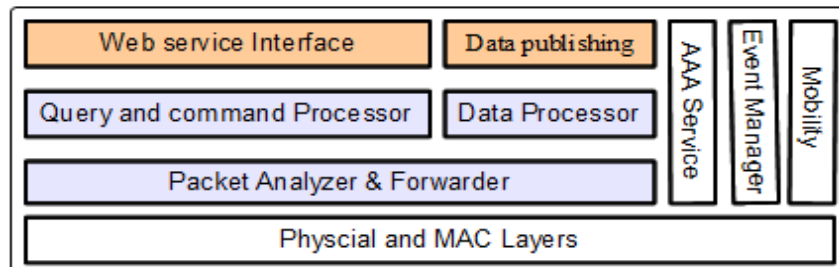 Web service Interface
Data publishing
Query and command Processor
Data Processor
Packet Analyzer & Forwarder
AAA Service
Event Manager
Mobility
Physcial and MAC Layers